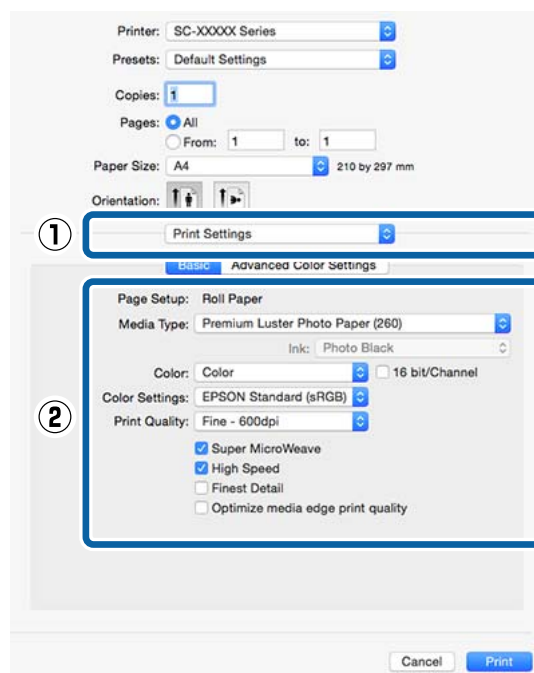 Printer: SC-XXXXX Series
Presets: Default Settings
Copies: 1
Pages: All
From: 1 to: 1
Paper Size: A4 210 by 297 mm
Orientation:
1 Print Settings
Basic Advanced Color Settings
Page Setup: Roll Paper
Media Type: Premium Luster Photo Paper (260)
Ink: Photo Black
Color: Color 16 bit/Channel
Color Settings: EPSON Standard (sRGB)
2 Print Quality: Fine - 600dpi
Super MicroWeave
High Speed
Finest Detail
Optimize media edge print quality
Cancel Print